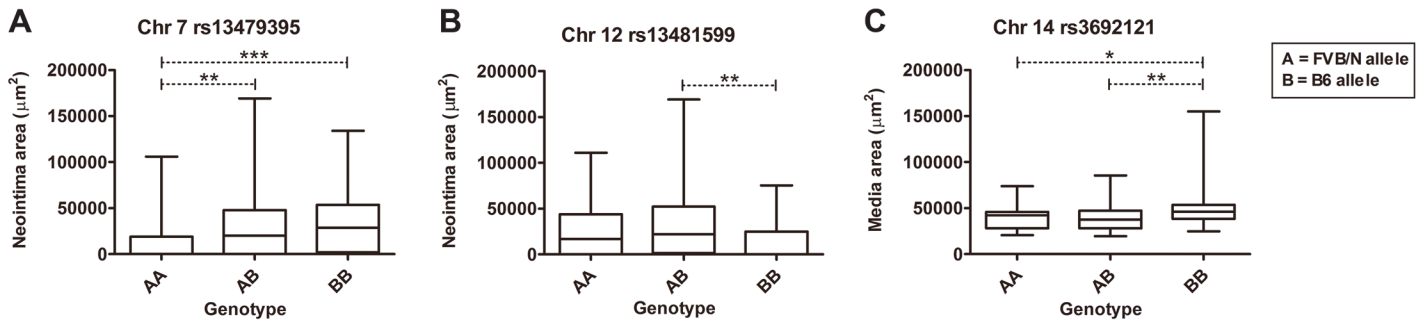 A
Chr 7 rs13479395
***
**
Neointima area (μm²)
200000
150000
100000
50000
0
AA
AB
BB
Genotype
B
Chr 12 rs13481599
**
Neointima area (μm²)
200000
150000
100000
50000
0
AA
AB
BB
Genotype
C
Chr 14 rs3692121
*
**
Media area (μm²)
200000
150000
100000
50000
0
AA
AB
BB
Genotype
A = FVB/N allele
B = B6 allele